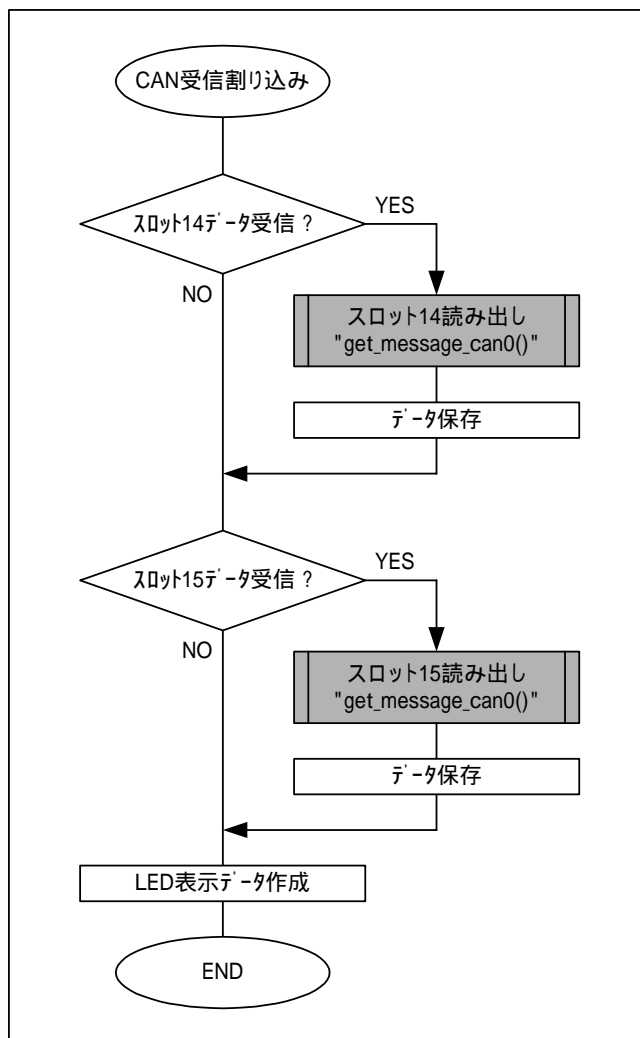 CAN受信割り込み
スロット14ﾃﾞｰﾀ受信？
YES
NO
スロット14読み出し
"get_message_can0()"
ﾃﾞｰﾀ保存
スロット15ﾃﾞｰﾀ受信？
YES
NO
スロット15読み出し
"get_message_can0()"
ﾃﾞｰﾀ保存
LED表示ﾃﾞｰﾀ作成
END